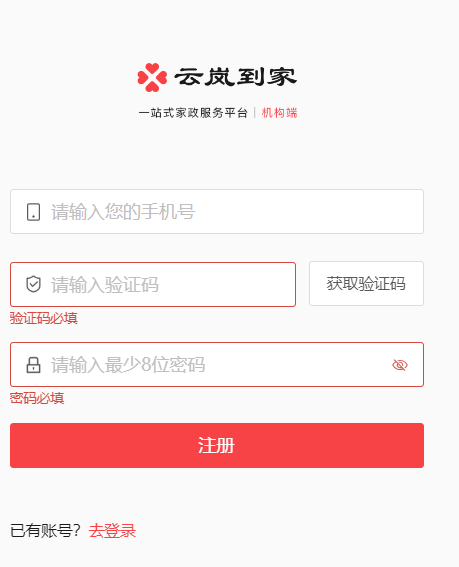 云岚到家
一站式家政服务平台 | 机构端
请输入您的手机号
请输入验证码 获取验证码
验证码必填
请输入最少8位密码
密码必填
注册
已有账号？去登录